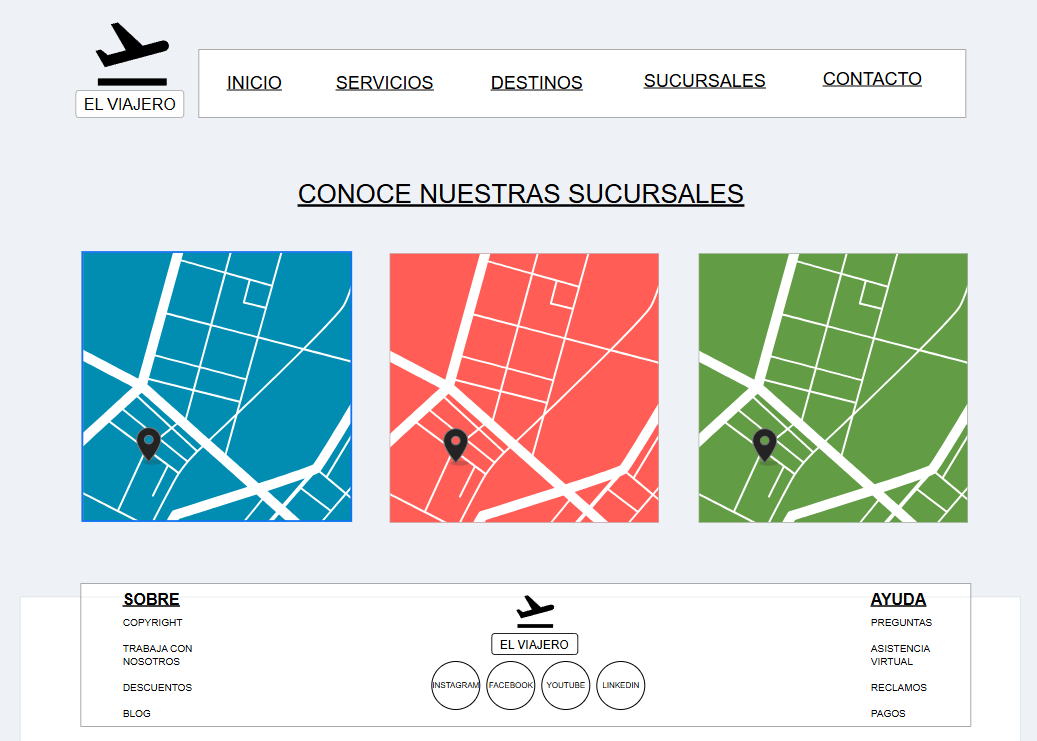 EL VIAJERO
INICIO
SERVICIOS
DESTINOS
SUCURSALES
CONTACTO
CONOCE NUESTRAS SUCURSALES
SOBRE
COPYRIGHT
TRABAJA CON
NOSOTROS
DESCUENTOS
BLOG
EL VIAJERO
INSTAGRAM
FACEBOOK
YOUTUBE
LINKEDIN
AYUDA
PREGUNTAS
ASISTENCIA
VIRTUAL
RECLAMOS
PAGOS